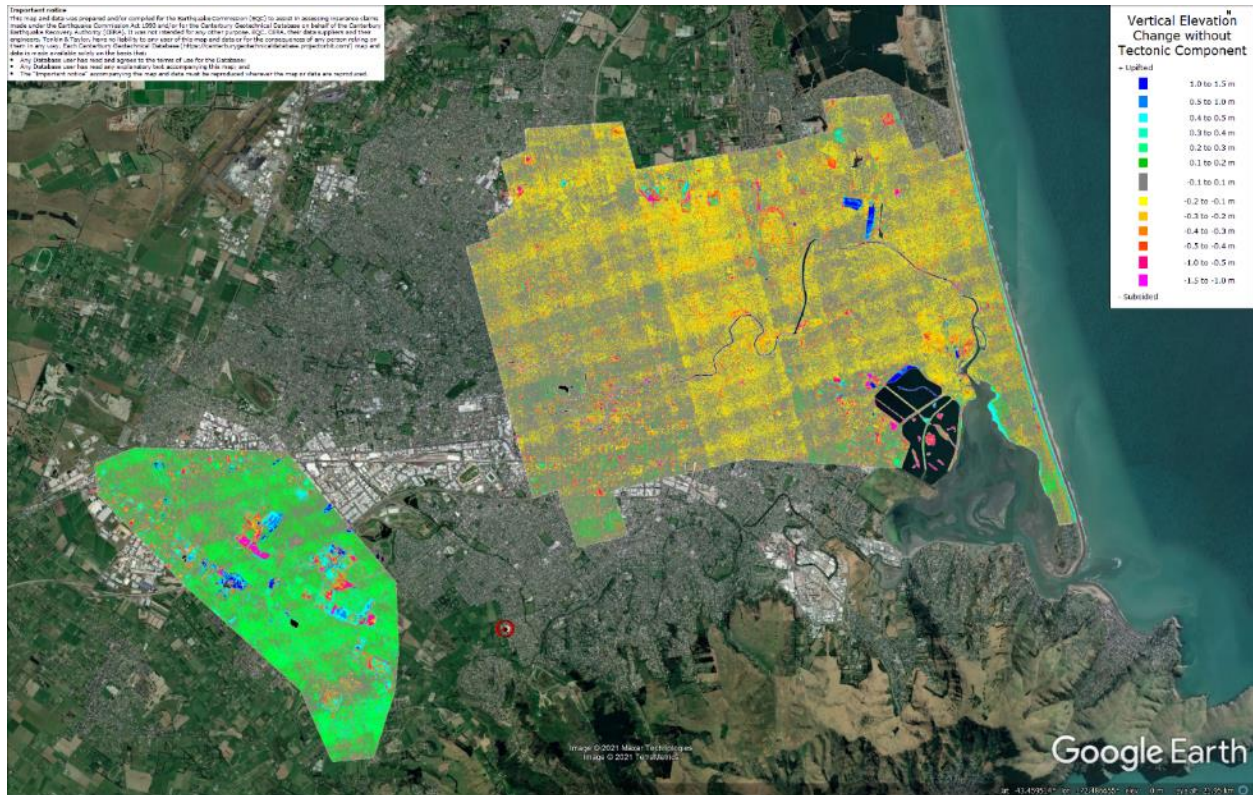 Important notice
This map and data was prepared and/or compiled for the Earthquake Commission (EQC) to assist in assessing insurance claims
made under the Earthquake Commission Act 1993 and/or for the Canterbury Geotechnical Database on behalf of the Canterbury
Earthquake Recovery Authority (CERA). It was not intended for any other purpose. EQC, CERA, their data suppliers and their
engineers, Tonkin & Taylor, have no liability to any user of this map and data or for the consequences of any person relying on
them in any way. Each Canterbury Geotechnical Database (https://canterburygeotechnicaldatabase.projectorbit.com/) map and
data is made available solely on the basis that:
• Any Database user has read and agrees to the terms of use for the Database;
• Any Database user has read any explanatory text accompanying this map; and
• The "Important notice" accompanying the map and data must be reproduced wherever the map or data are reproduced.
Vertical Elevation
Change without
Tectonic Component
+ Uplifted
1.0 to 1.5 m
0.5 to 1.0 m
0.4 to 0.5 m
0.3 to 0.4 m
0.2 to 0.3 m
0.1 to 0.2 m
-0.1 to 0.1 m
-0.2 to -0.1 m
-0.3 to -0.2 m
-0.4 to -0.3 m
-0.5 to -0.4 m
-1.0 to -0.5 m
-1.5 to -1.0 m
- Subsided
Image © 2021 Maxar Technologies
Image © 2021 TerraMetrics
Google Earth